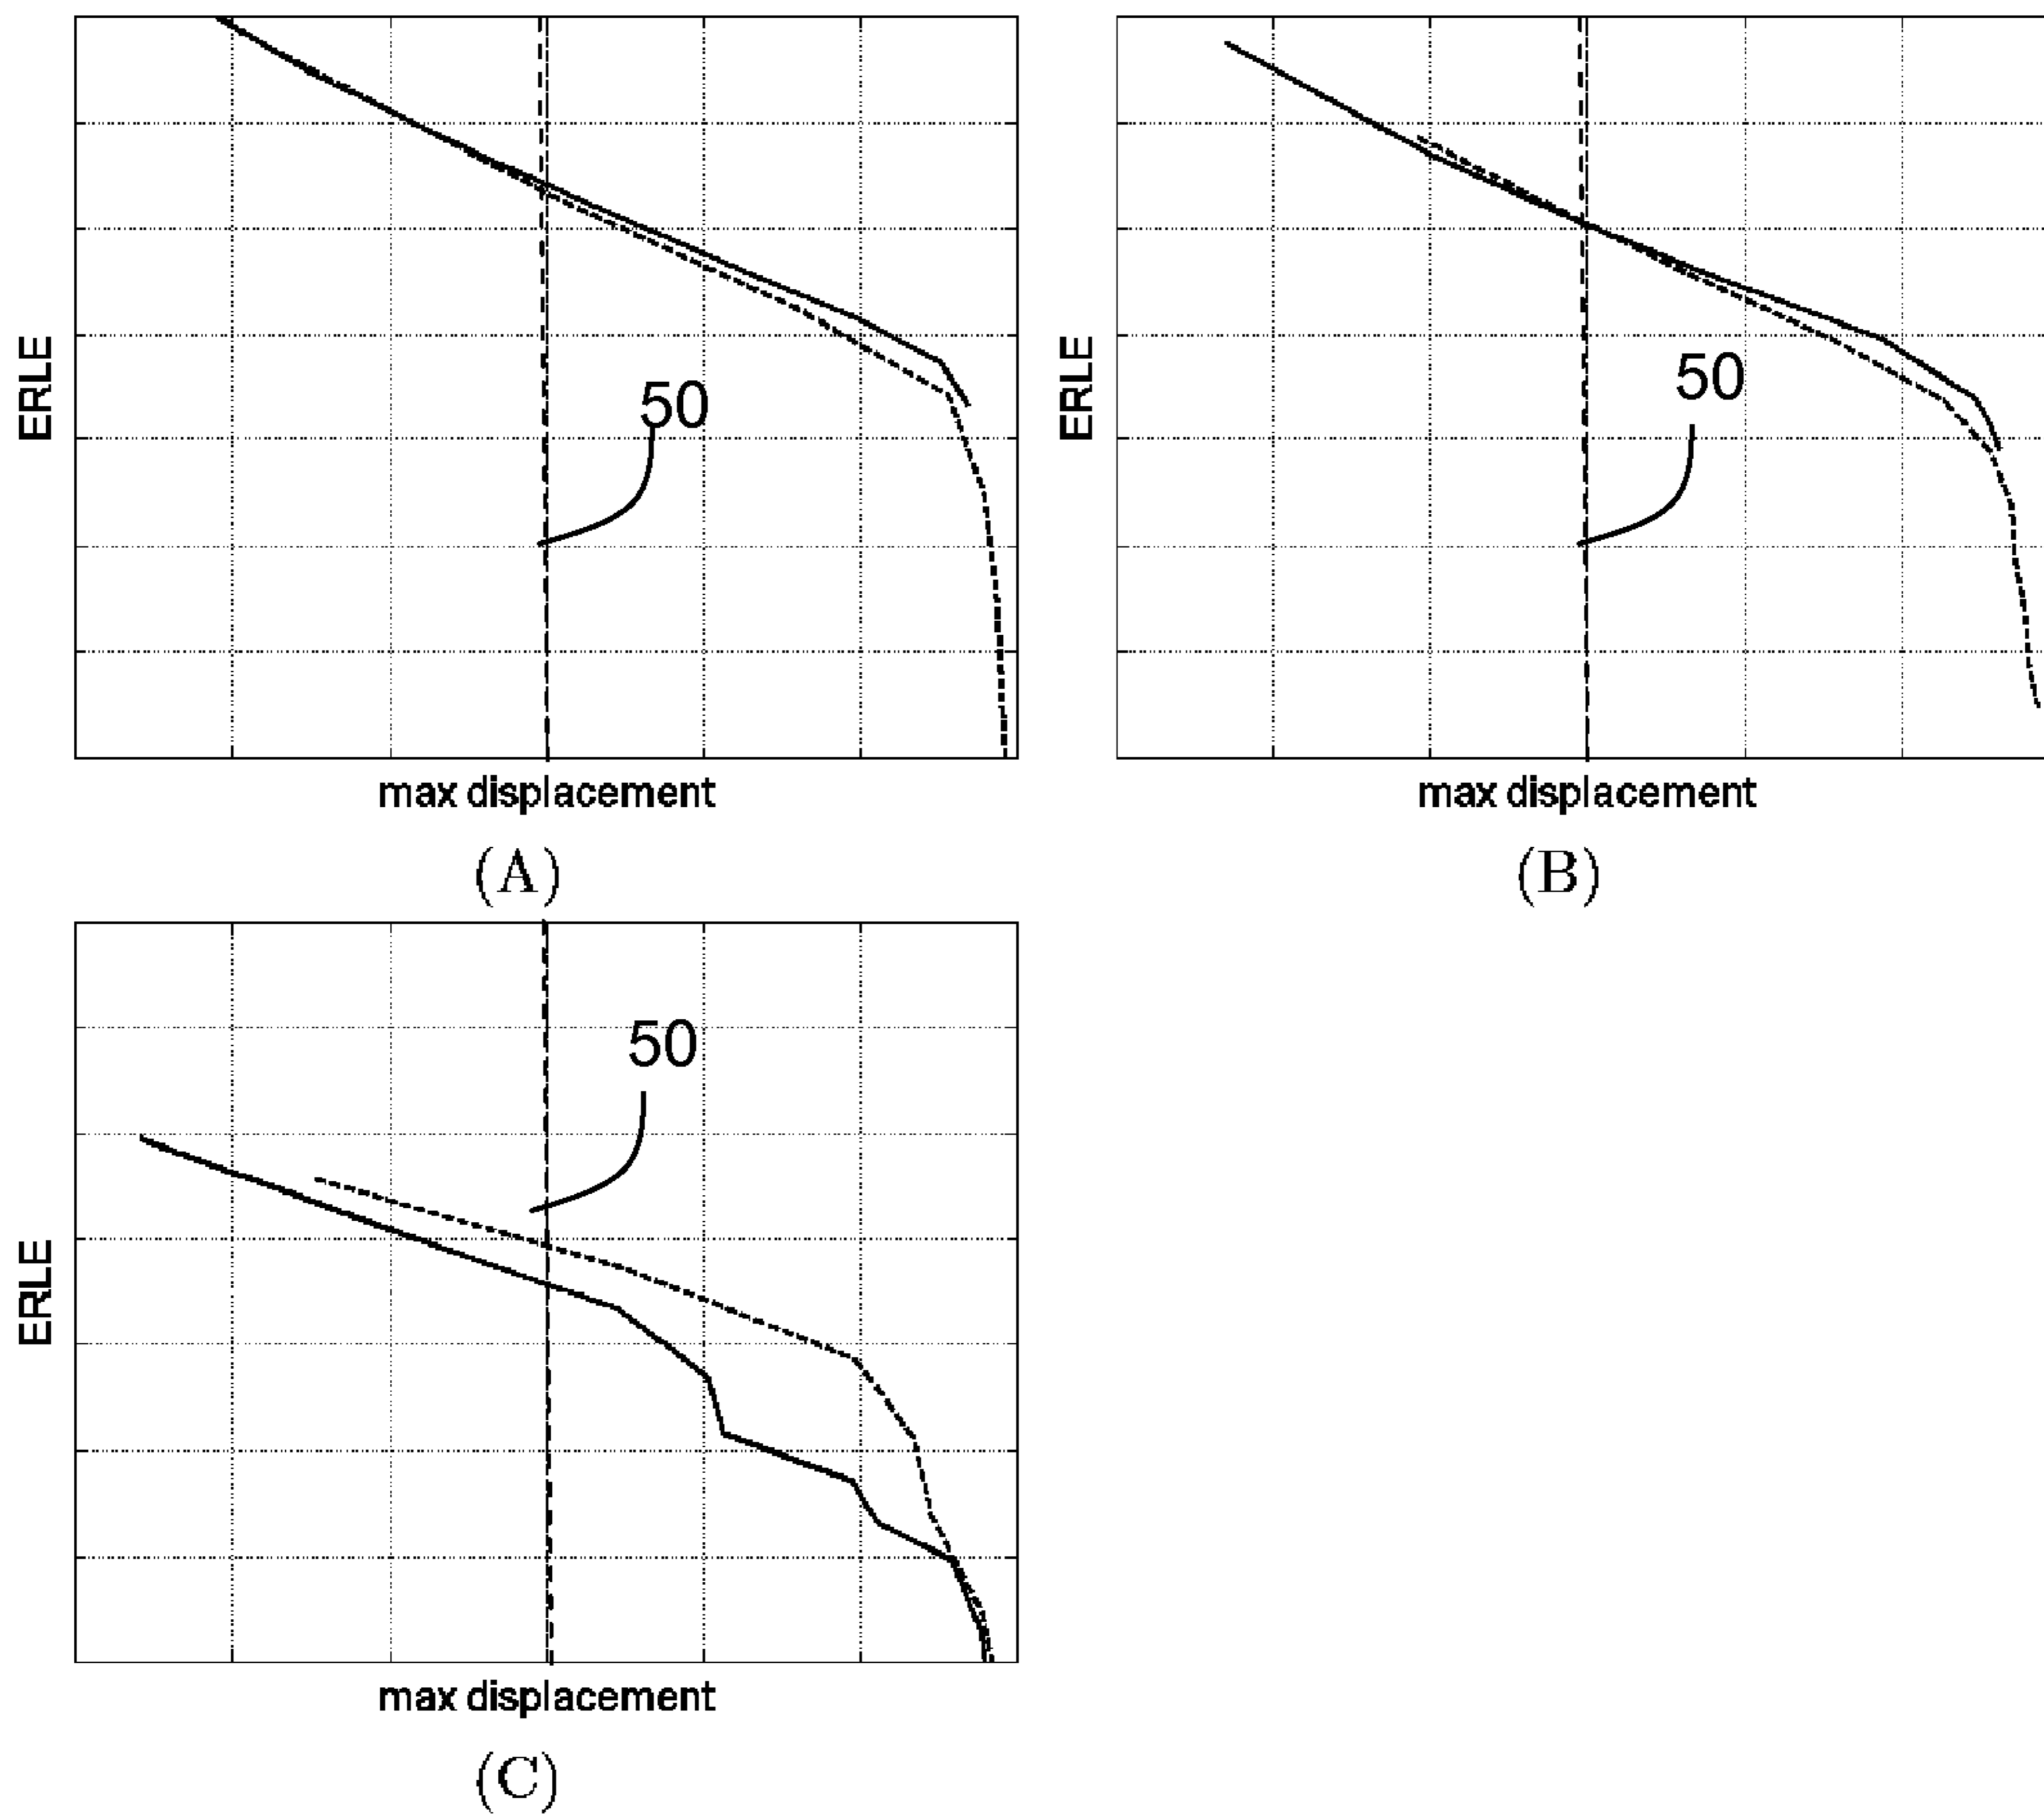 ERLE
50
max displacement
(A)
ERLE
50
max displacement
(B)
ERLE
50
max displacement
(C)